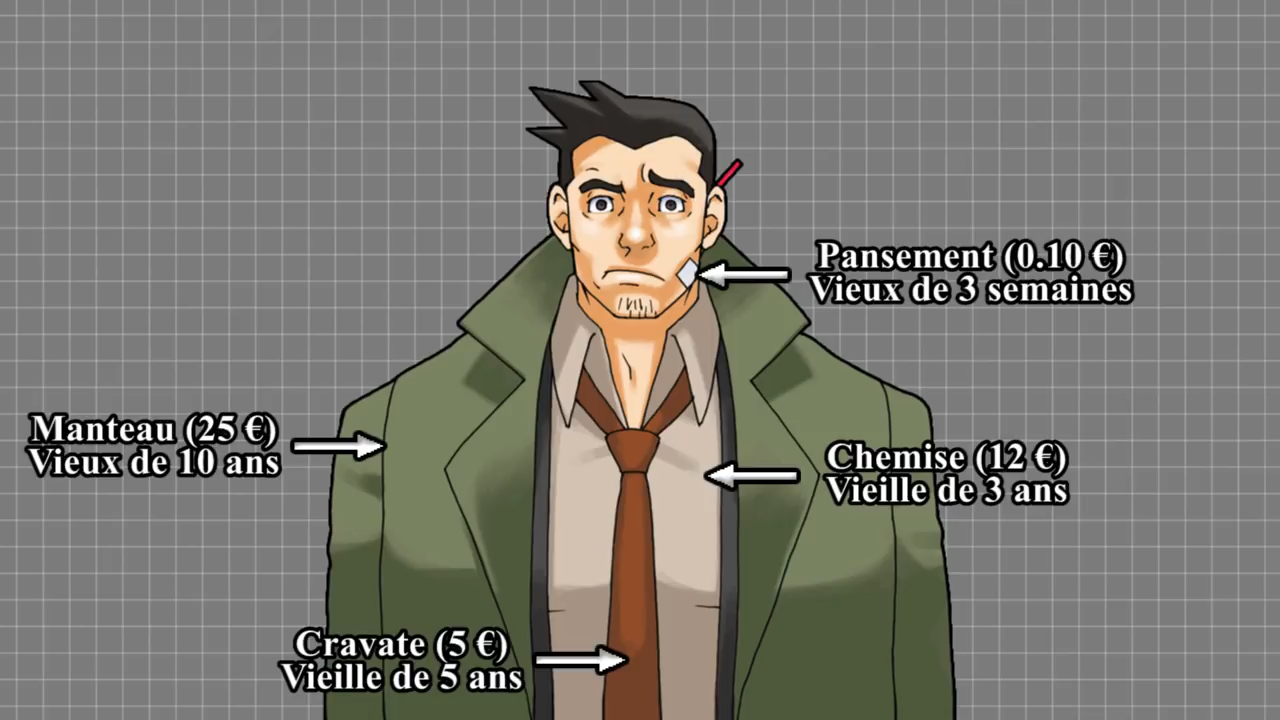 Pansement (0.10 €)
Vieux de 3 semaines
Manteau (25 €)
Vieux de 10 ans
Chemise (12 €)
Vieille de 3 ans
Cravate (5 €)
Vieille de 5 ans